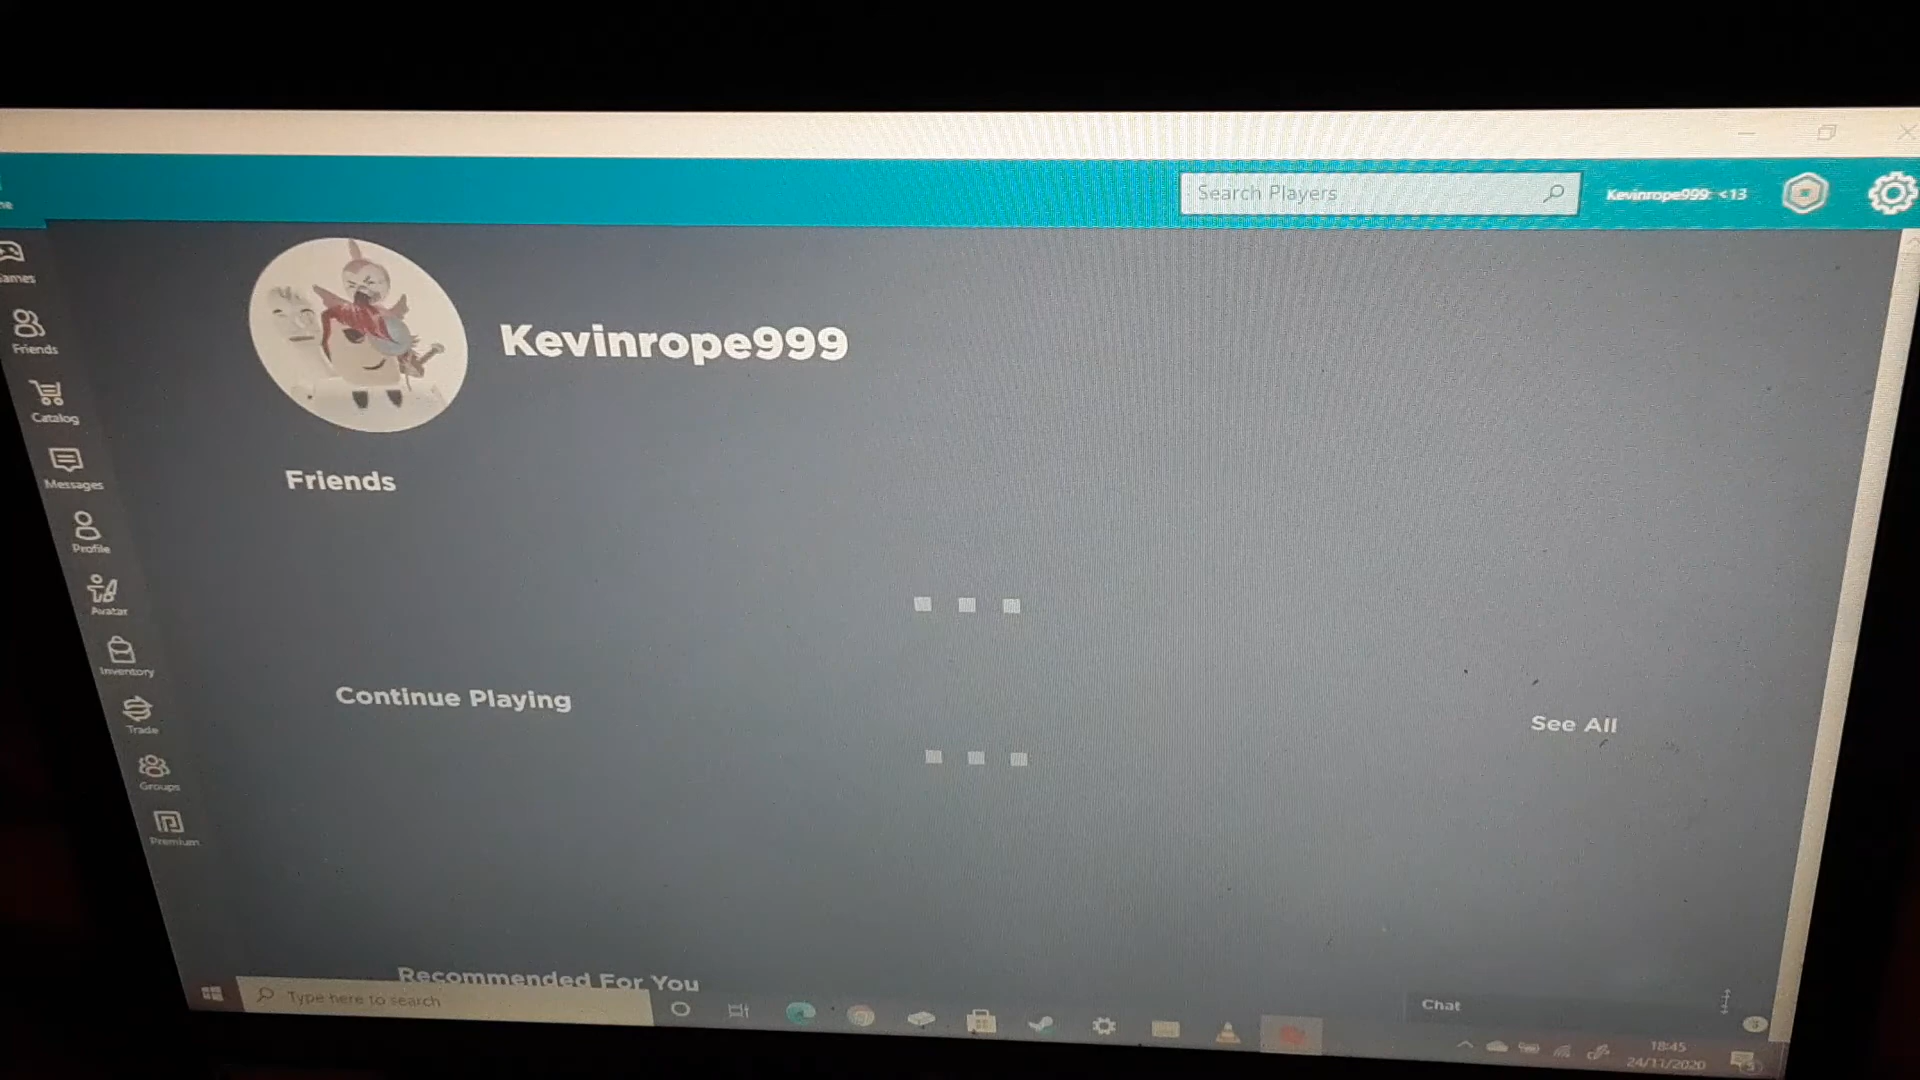 Search Players
Kevinrope999: <13
ames
Friends
Catalog
Messages
Profile
Avatar
Inventory
Trade
Groups
Premium
Kevinrope999
Friends
Continue Playing
See All
Recommended For You
Chat
Type here to search
18:45
24/11/2020